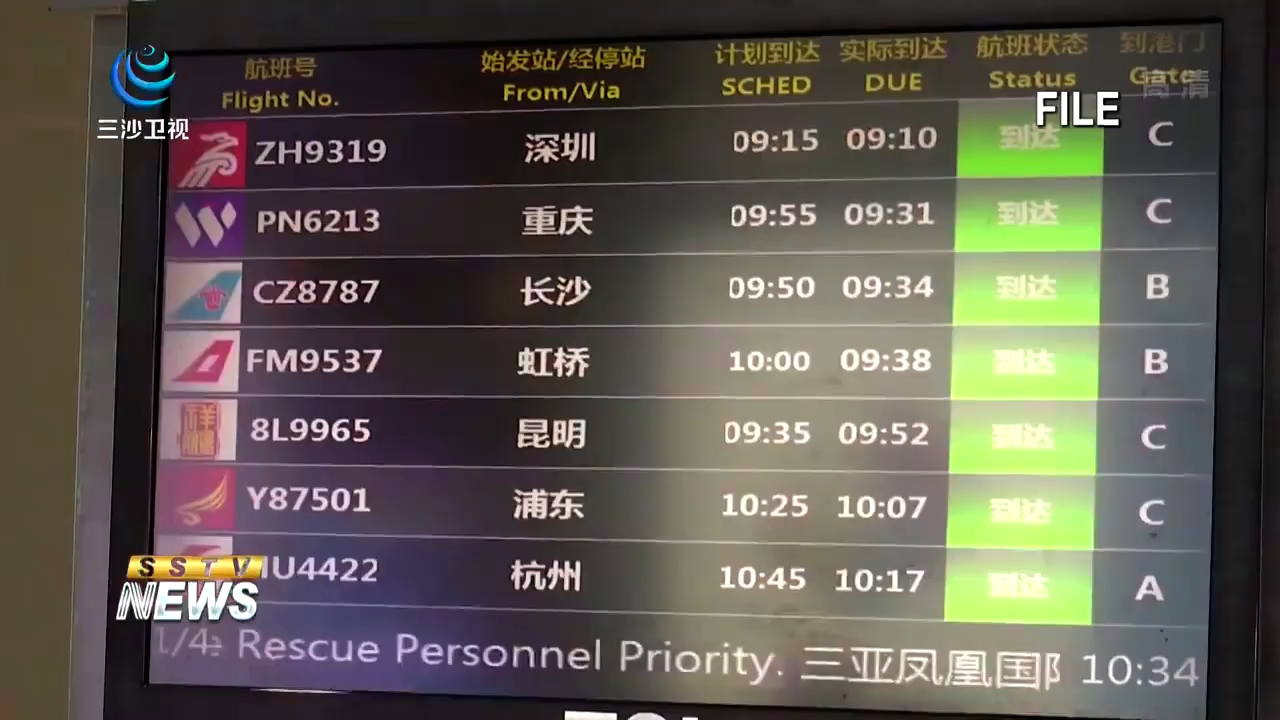 三沙卫视
高清
FILE
航班号 始发站/经停站 计划到达 实际到达 航班状态 到港门
Flight No. From/Via SCHED DUE Status Gate
ZH9319 深圳 09:15 09:10 到达 C
PN6213 重庆 09:55 09:31 到达 C
CZ8787 长沙 09:50 09:34 到达 B
FM9537 虹桥 10:00 09:38 到达 B
8L9965 昆明 09:35 09:52 到达 C
Y87501 浦东 10:25 10:07 到达 C
U4422 杭州 10:45 10:17 到达 A
SSTV
NEWS
1/4 Rescue Personnel Priority. 三亚凤凰国 10:34